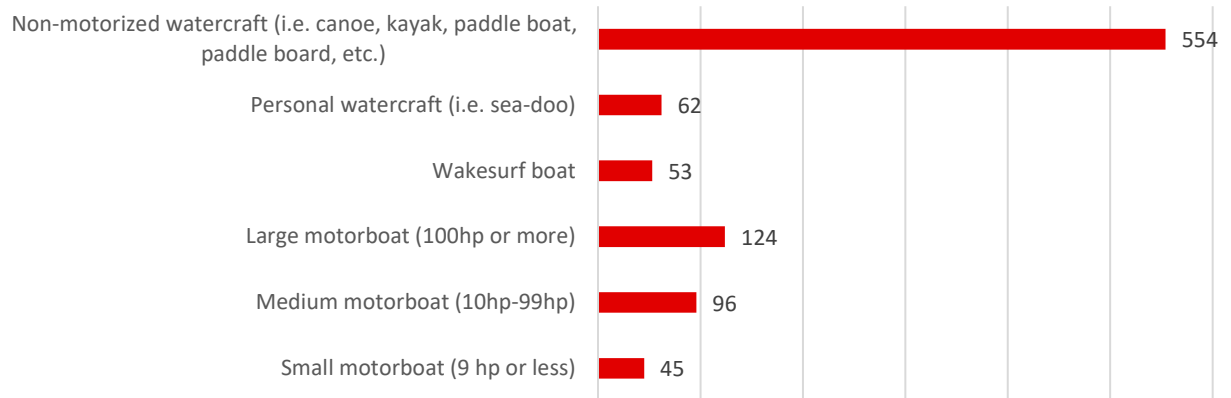 Non-motorized watercraft (i.e. canoe, kayak, paddle boat,
paddle board, etc.)
554
Personal watercraft (i.e. sea-doo)
62
Wakesurf boat
53
Large motorboat (100hp or more)
124
Medium motorboat (10hp-99hp)
96
Small motorboat (9 hp or less)
45